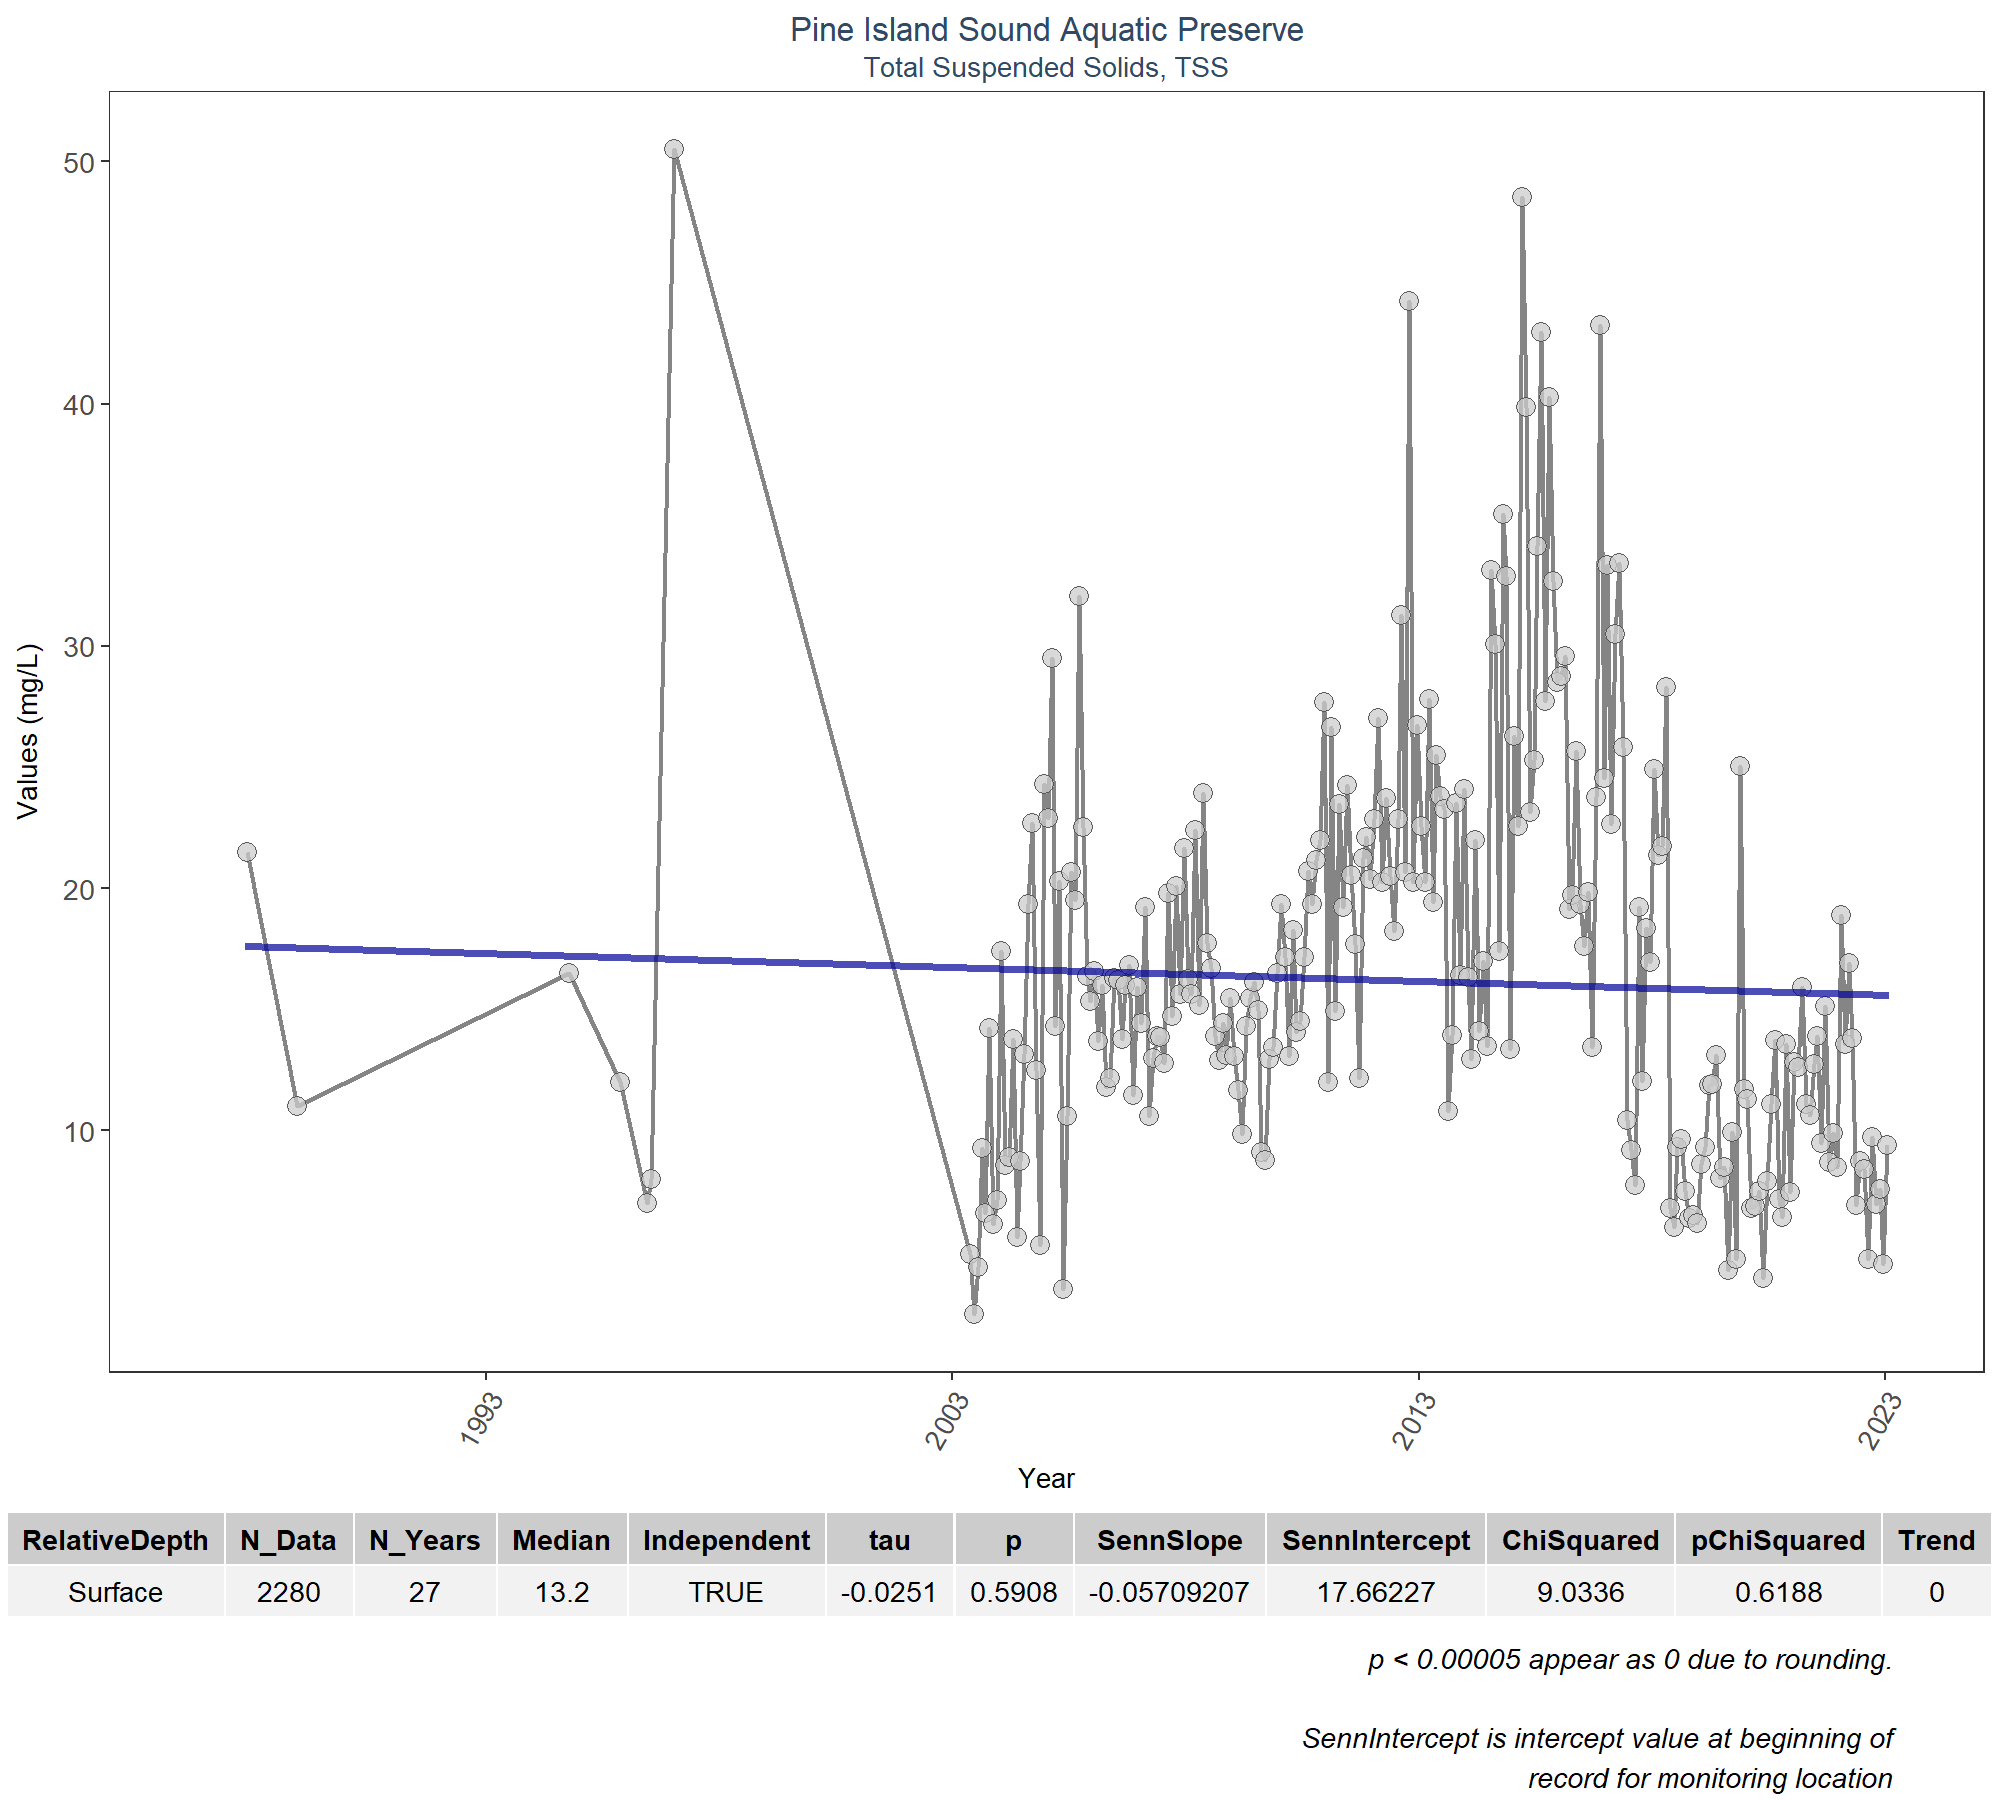 Pine Island Sound Aquatic Preserve
Total Suspended Solids, TSS
Values (mg/L)
50
40
30
20
10
1993 2003 2013 2023
Year
RelativeDepth N_Data N_Years Median Independent tau p SennSlope SennIntercept ChiSquared pChiSquared Trend
Surface 2280 27 13.2 TRUE -0.0251 0.5908 -0.05709207 17.66227 9.0336 0.6188 0
p < 0.00005 appear as 0 due to rounding.
SennIntercept is intercept value at beginning of
record for monitoring location